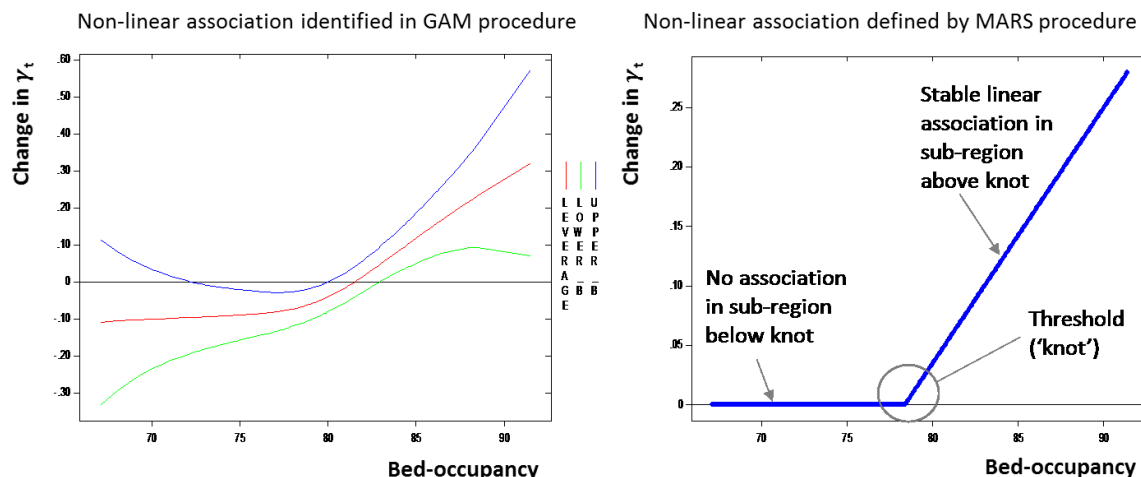 Non-linear association identified in GAM procedure
Change in γt
.60
.50
.40
.30
.20
.10
0
.10
.20
-.30
70
75
80
85
90
Bed-occupancy
LEVERAGE
LOWER_B
UPPPER_B
Non-linear association defined by MARS procedure
Change in γt
.25
.20
.15
.10
.05
0
70
75
80
85
90
Bed-occupancy
Stable linear
association in
sub-region
above knot
No association
in sub-region
below knot
Threshold
(‘knot’)